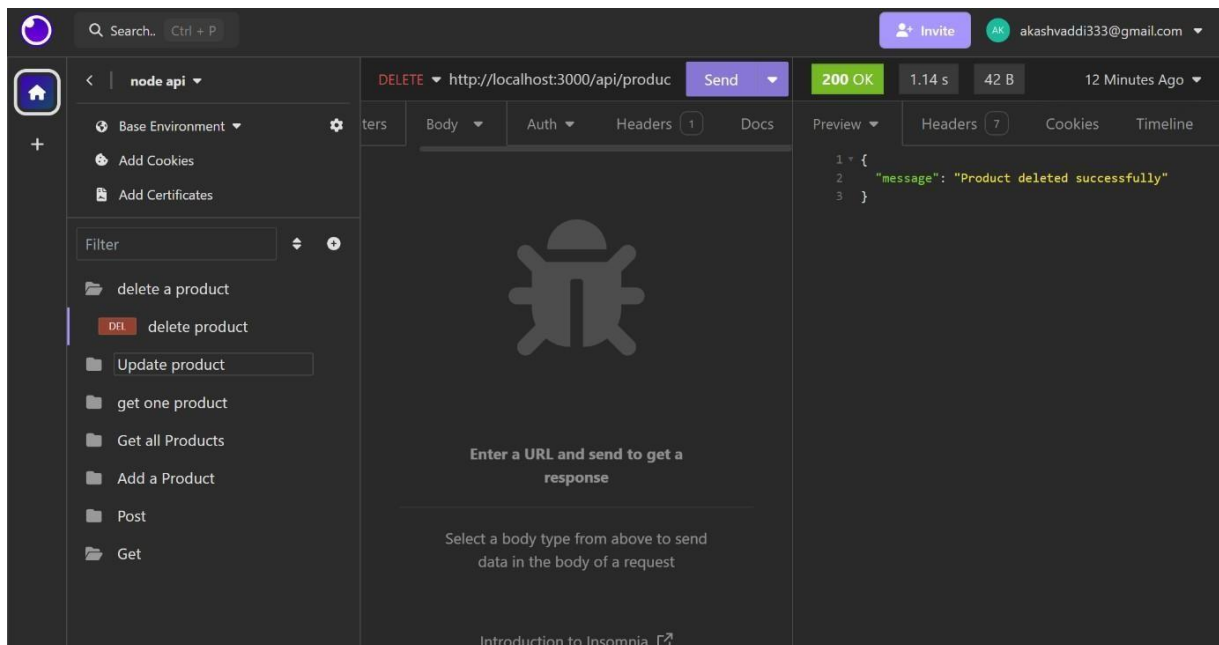 Search.. Ctrl + P
Invite
AK
akashvaddi333@gmail.com
node api
Base Environment
Add Cookies
Add Certificates
Filter
delete a product
DEL delete product
Update product
get one product
Get all Products
Add a Product
Post
Get
DELETE http://localhost:3000/api/produc Send
ters Body Auth Headers 1 Docs
Enter a URL and send to get a
response
Select a body type from above to send
data in the body of a request
Introduction to Insomnia
200 OK 1.14 s 42 B 12 Minutes Ago
Preview Headers 7 Cookies Timeline
1 {
2 "message": "Product deleted successfully"
3 }